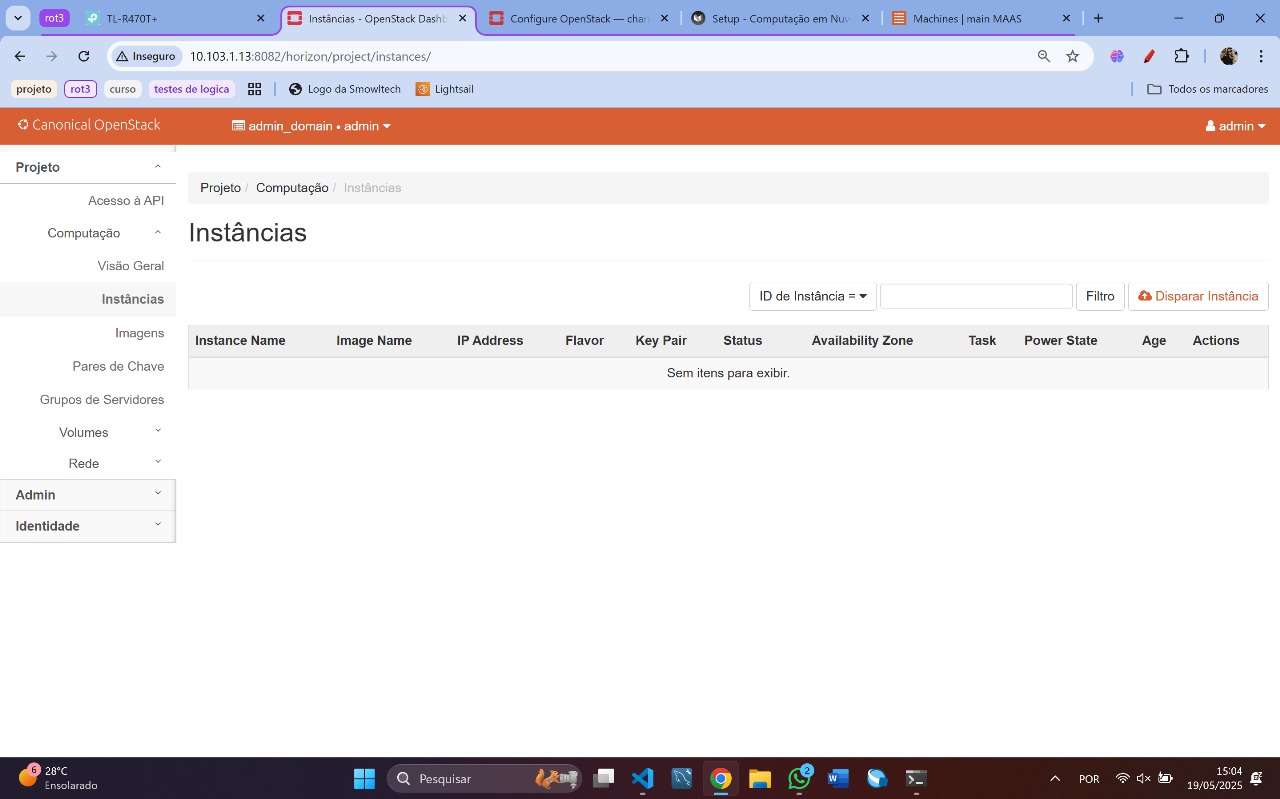 rot3
TL-R470T+
Instâncias - OpenStack Dashb
Configure OpenStack — char
Setup - Computação em Nuv
Machines | main MAAS
Inseguro
10.103.1.13:8082/horizon/project/instances/
projeto
rot3
curso
testes de logica
Logo da Smowltech
Lightsail
Todos os marcadores
Canonical OpenStack
admin_domain • admin
admin
Projeto
Acesso à API
Computação
Visão Geral
Instâncias
Imagens
Pares de Chave
Grupos de Servidores
Volumes
Rede
Admin
Identidade
Projeto / Computação / Instâncias
Instâncias
ID de Instância =
Filtro
Disparar Instância
Instance Name Image Name IP Address Flavor Key Pair Status Availability Zone Task Power State Age Actions
Sem itens para exibir.
6
28°C
Ensolarado
Pesquisar
2
POR
15:04
19/05/2025